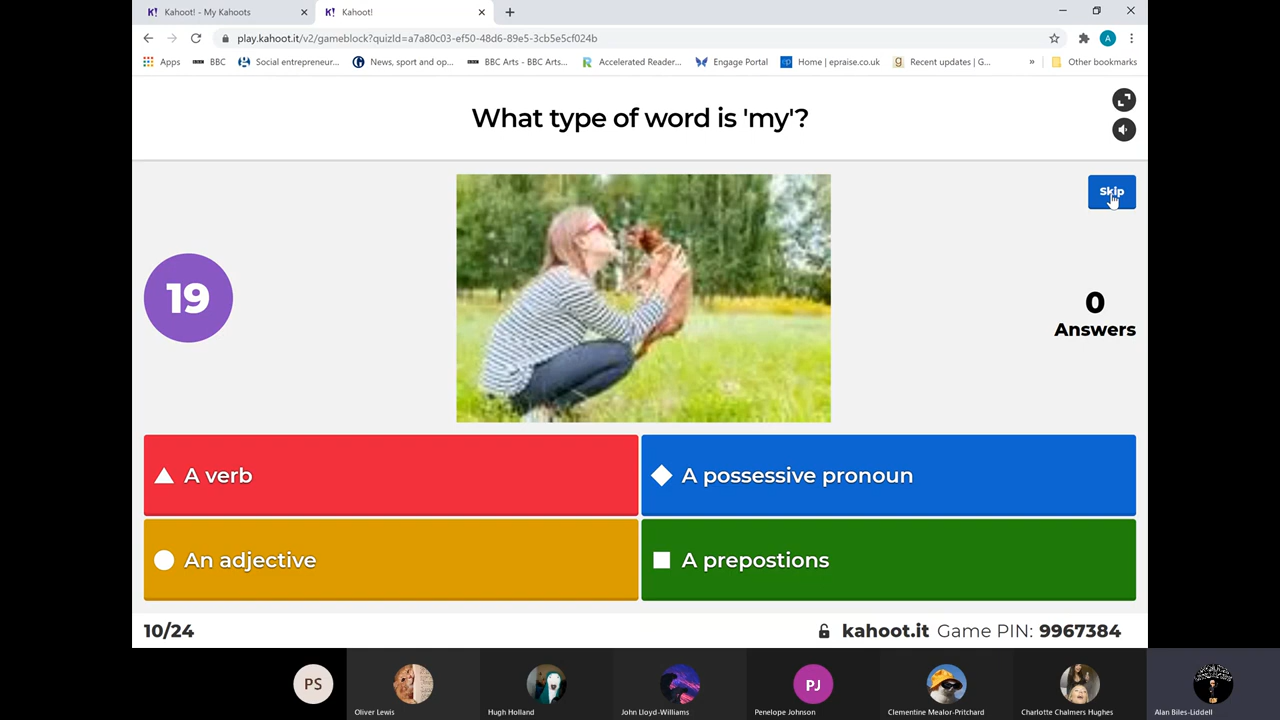 Kahoot! - My Kahoots
Kahoot!
play.kahoot.it/v2/gameblock?quizId=a7a80c03-ef50-48d6-89e5-3cb5e5cf024b
A
Apps
BBC
Social entrepreneur...
News, sport and op...
BBC Arts - BBC Arts...
Accelerated Reader...
Engage Portal
Home | epraise.co.uk
Recent updates | G...
»
Other bookmarks
What type of word is 'my'?
Skip
19
0
Answers
A verb
A possessive pronoun
An adjective
A prepostions
10/24
kahoot.it Game PIN: 9967384
PS
PJ
Oliver Lewis
Hugh Holland
John Lloyd-Williams
Penelope Johnson
Clementine Mealor-Pritchard
Charlotte Chalmers Hughes
Alan Biles-Liddell